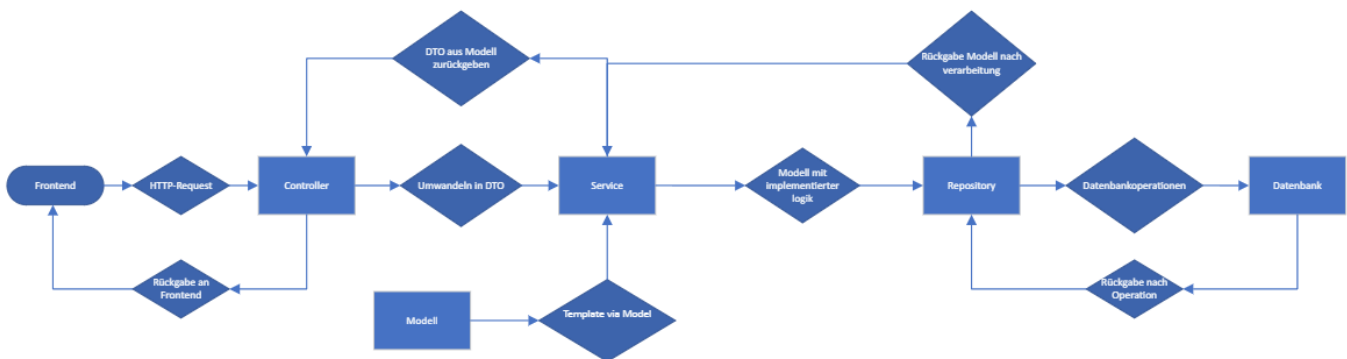 DTO aus Modell
zurückgeben
Rückgabe Modell nach
verarbeitung
Frontend
HTTP-Request
Controller
Umwandeln in DTO
Service
Modell mit
implementierter
logik
Repository
Datenbankoperationen
Datenbank
Rückgabe an
Frontend
Modell
Template via Model
Rückgabe nach
Operation